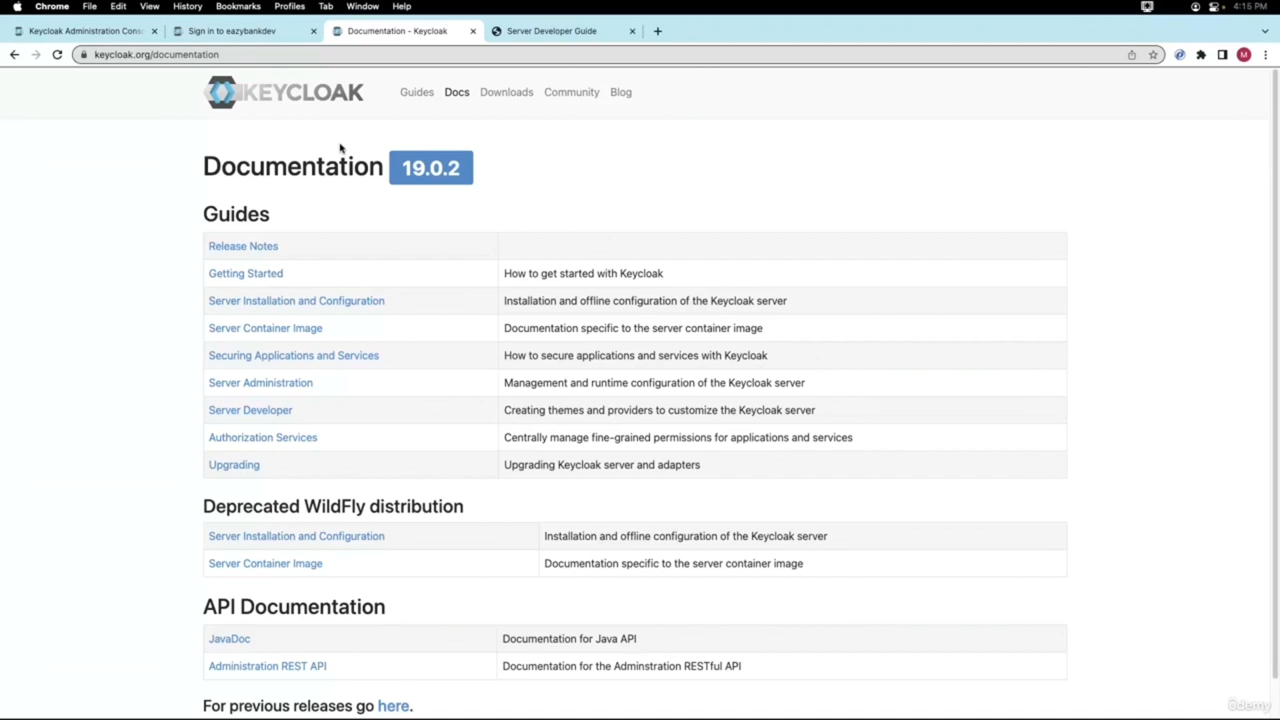 Chrome File Edit View History Bookmarks Profiles Tab Window Help 4:15 PM
Keycloak Administration Cons
Sign in to eazybankdev
Documentation - Keycloak
Server Developer Guide
keycloak.org/documentation
M
KEYCLOAK
Guides Docs Downloads Community Blog
Documentation 19.0.2
Guides
Release Notes
Getting Started How to get started with Keycloak
Server Installation and Configuration Installation and offline configuration of the Keycloak server
Server Container Image Documentation specific to the server container image
Securing Applications and Services How to secure applications and services with Keycloak
Server Administration Management and runtime configuration of the Keycloak server
Server Developer Creating themes and providers to customize the Keycloak server
Authorization Services Centrally manage fine-grained permissions for applications and services
Upgrading Upgrading Keycloak server and adapters
Deprecated WildFly distribution
Server Installation and Configuration Installation and offline configuration of the Keycloak server
Server Container Image Documentation specific to the server container image
API Documentation
JavaDoc Documentation for Java API
Administration REST API Documentation for the Adminstration RESTful API
For previous releases go here.
ûdemy